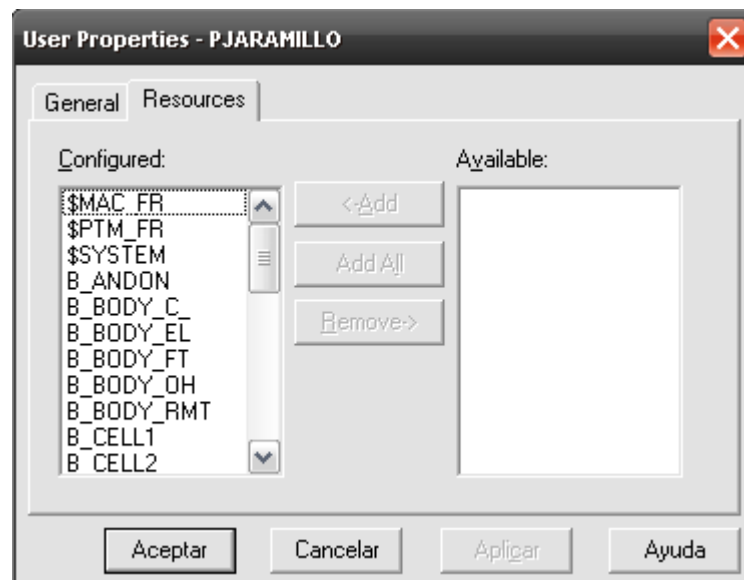 User Properties - PJARAMILLO
General Resources
Configured:
Available:
$MAC_FR
$PTM_FR
$SYSTEM
B_ANDON
B_BODY_C_
B_BODY_EL
B_BODY_FT
B_BODY_OH
B_BODY_RMT
B_CELL1
B_CELL2
<-Add
Add All
Remove->
Aceptar Cancelar Aplicar Ayuda